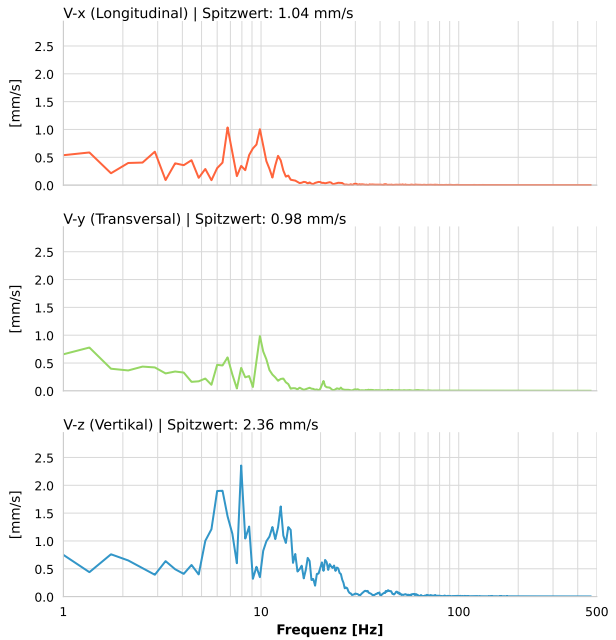 V-x (Longitudinal) | Spitzwert: 1.04 mm/s
2.5
2.0
1.5
1.0
0.5
0.0
[mm/s]
V-y (Transversal) | Spitzwert: 0.98 mm/s
2.5
2.0
1.5
1.0
0.5
0.0
[mm/s]
V-z (Vertikal) | Spitzwert: 2.36 mm/s
2.5
2.0
1.5
1.0
0.5
0.0
[mm/s]
1 10 100 500
Frequenz [Hz]